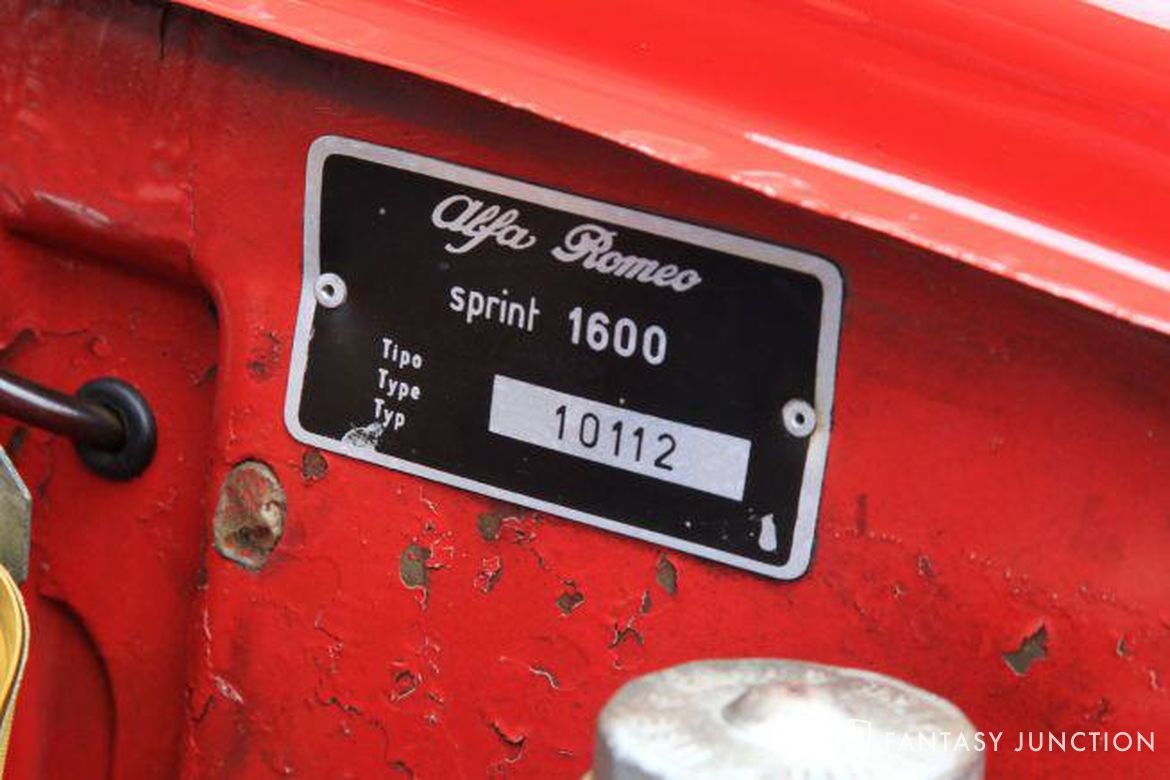 Alfa Romeo
sprint 1600
Tipo
Type
Typ
10112
FANTASY JUNCTION